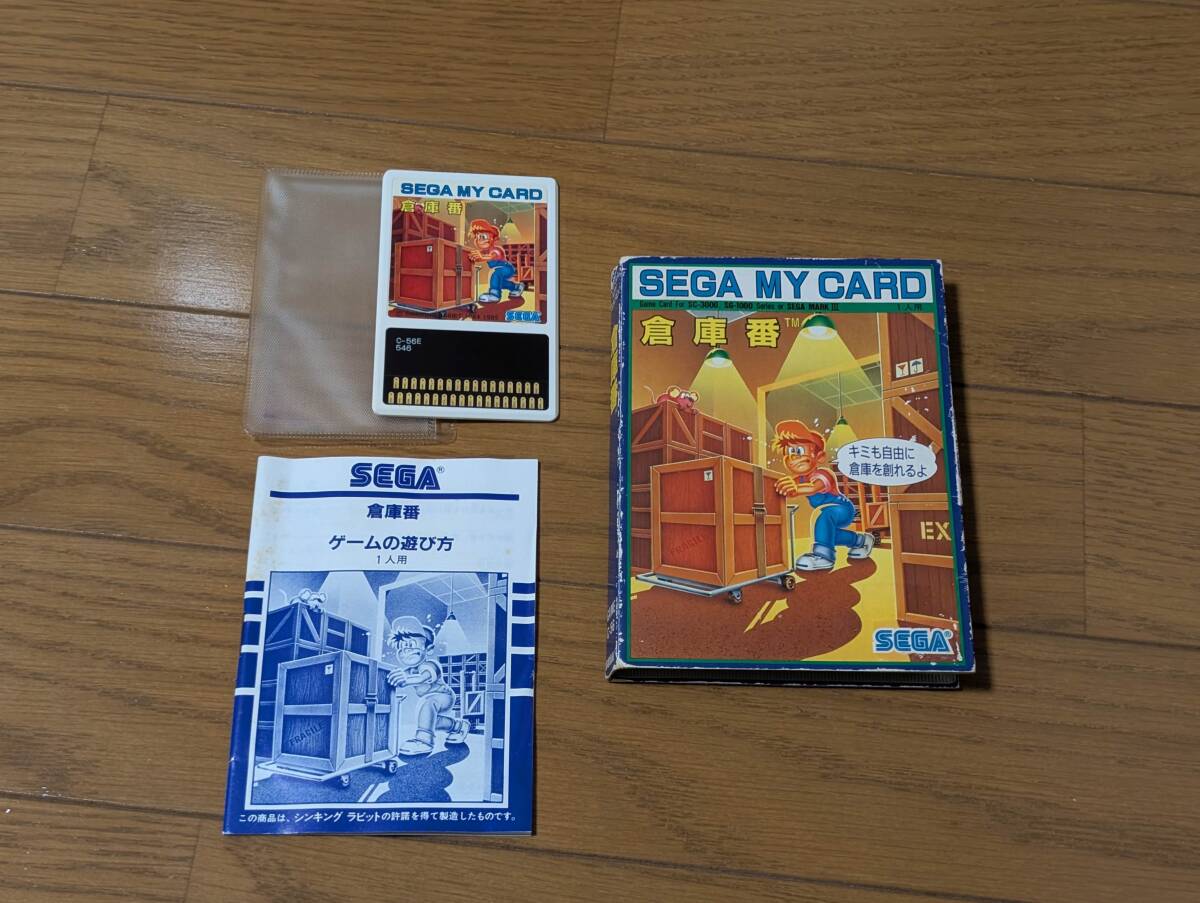 SEGA MY CARD
倉庫番
SEGA
C-56E
546
SEGA MY CARD
Game Card For SC-3000, SG-1000 Series or SEGA MARK III
1人用
倉庫番™
キミも自由に
倉庫を創れるよ
FRAGILE
EX
SEGA
SEGA®
倉庫番
ゲームの遊び方
1人用
FRAGILE
この商品は、シンキング ラビットの許諾を得て製造したものです。